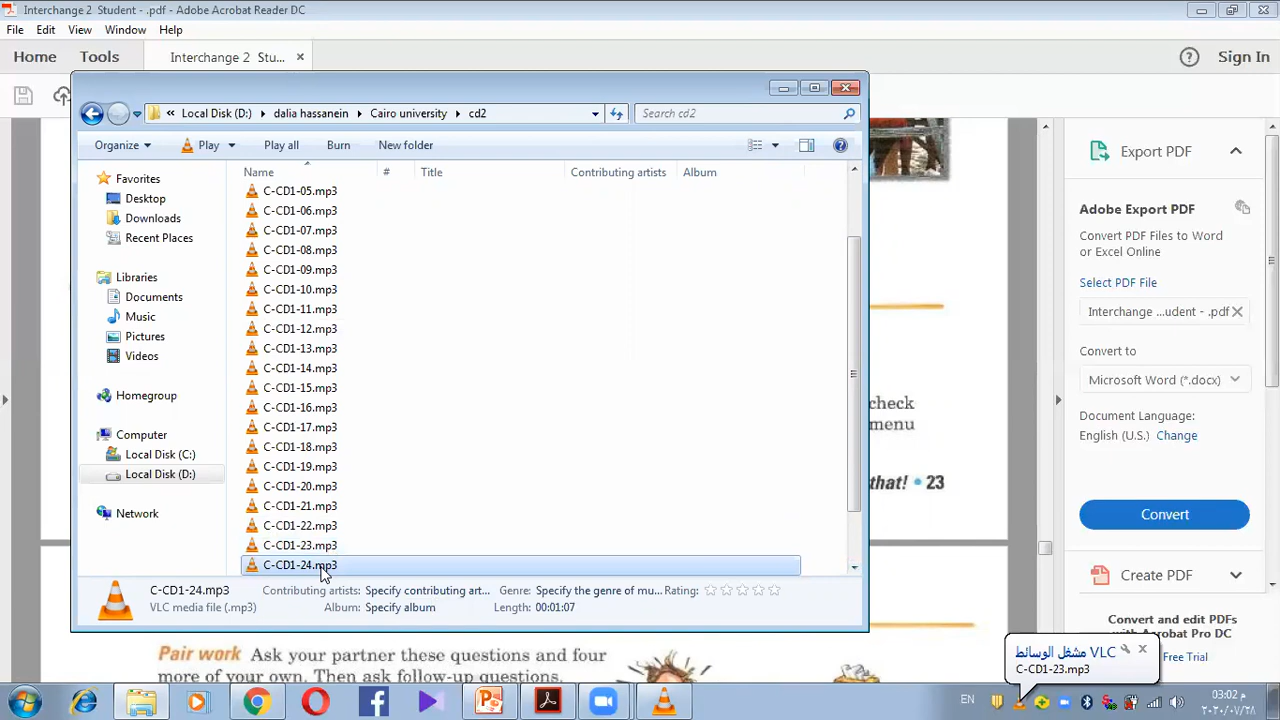 Interchange 2 Student - .pdf - Adobe Acrobat Reader DC
File Edit View Window Help
Home Tools Interchange 2 Stu... ×
? Sign In
« Local Disk (D:) dalia hassanein Cairo university cd2
Search cd2
Organize Play Play all Burn New folder
Name # Title Contributing artists Album
Favorites
Desktop
Downloads
Recent Places
Libraries
Documents
Music
Pictures
Videos
Homegroup
Computer
Local Disk (C:)
Local Disk (D:)
Network
C-CD1-05.mp3
C-CD1-06.mp3
C-CD1-07.mp3
C-CD1-08.mp3
C-CD1-09.mp3
C-CD1-10.mp3
C-CD1-11.mp3
C-CD1-12.mp3
C-CD1-13.mp3
C-CD1-14.mp3
C-CD1-15.mp3
C-CD1-16.mp3
C-CD1-17.mp3
C-CD1-18.mp3
C-CD1-19.mp3
C-CD1-20.mp3
C-CD1-21.mp3
C-CD1-22.mp3
C-CD1-23.mp3
C-CD1-24.mp3
C-CD1-24.mp3 Contributing artists: Specify contributing art... Genre: Specify the genre of mu... Rating:
VLC media file (.mp3) Album: Specify album Length: 00:01:07
check
menu
that! • 23
Pair work Ask your partner these questions and four
of your own. Then ask follow-up questions.
Export PDF
Adobe Export PDF
Convert PDF Files to Word
or Excel Online
Select PDF File
Interchange ...udent - .pdf ×
Convert to
Microsoft Word (*.docx)
Document Language:
English (U.S.) Change
Convert
Create PDF
Convert and edit PDFs
with Acrobat Pro DC
Free Trial
VLC مشغل الوسائط
C-CD1-23.mp3
EN
03:02 م
٢٠٢٠/٠٧/٢٨